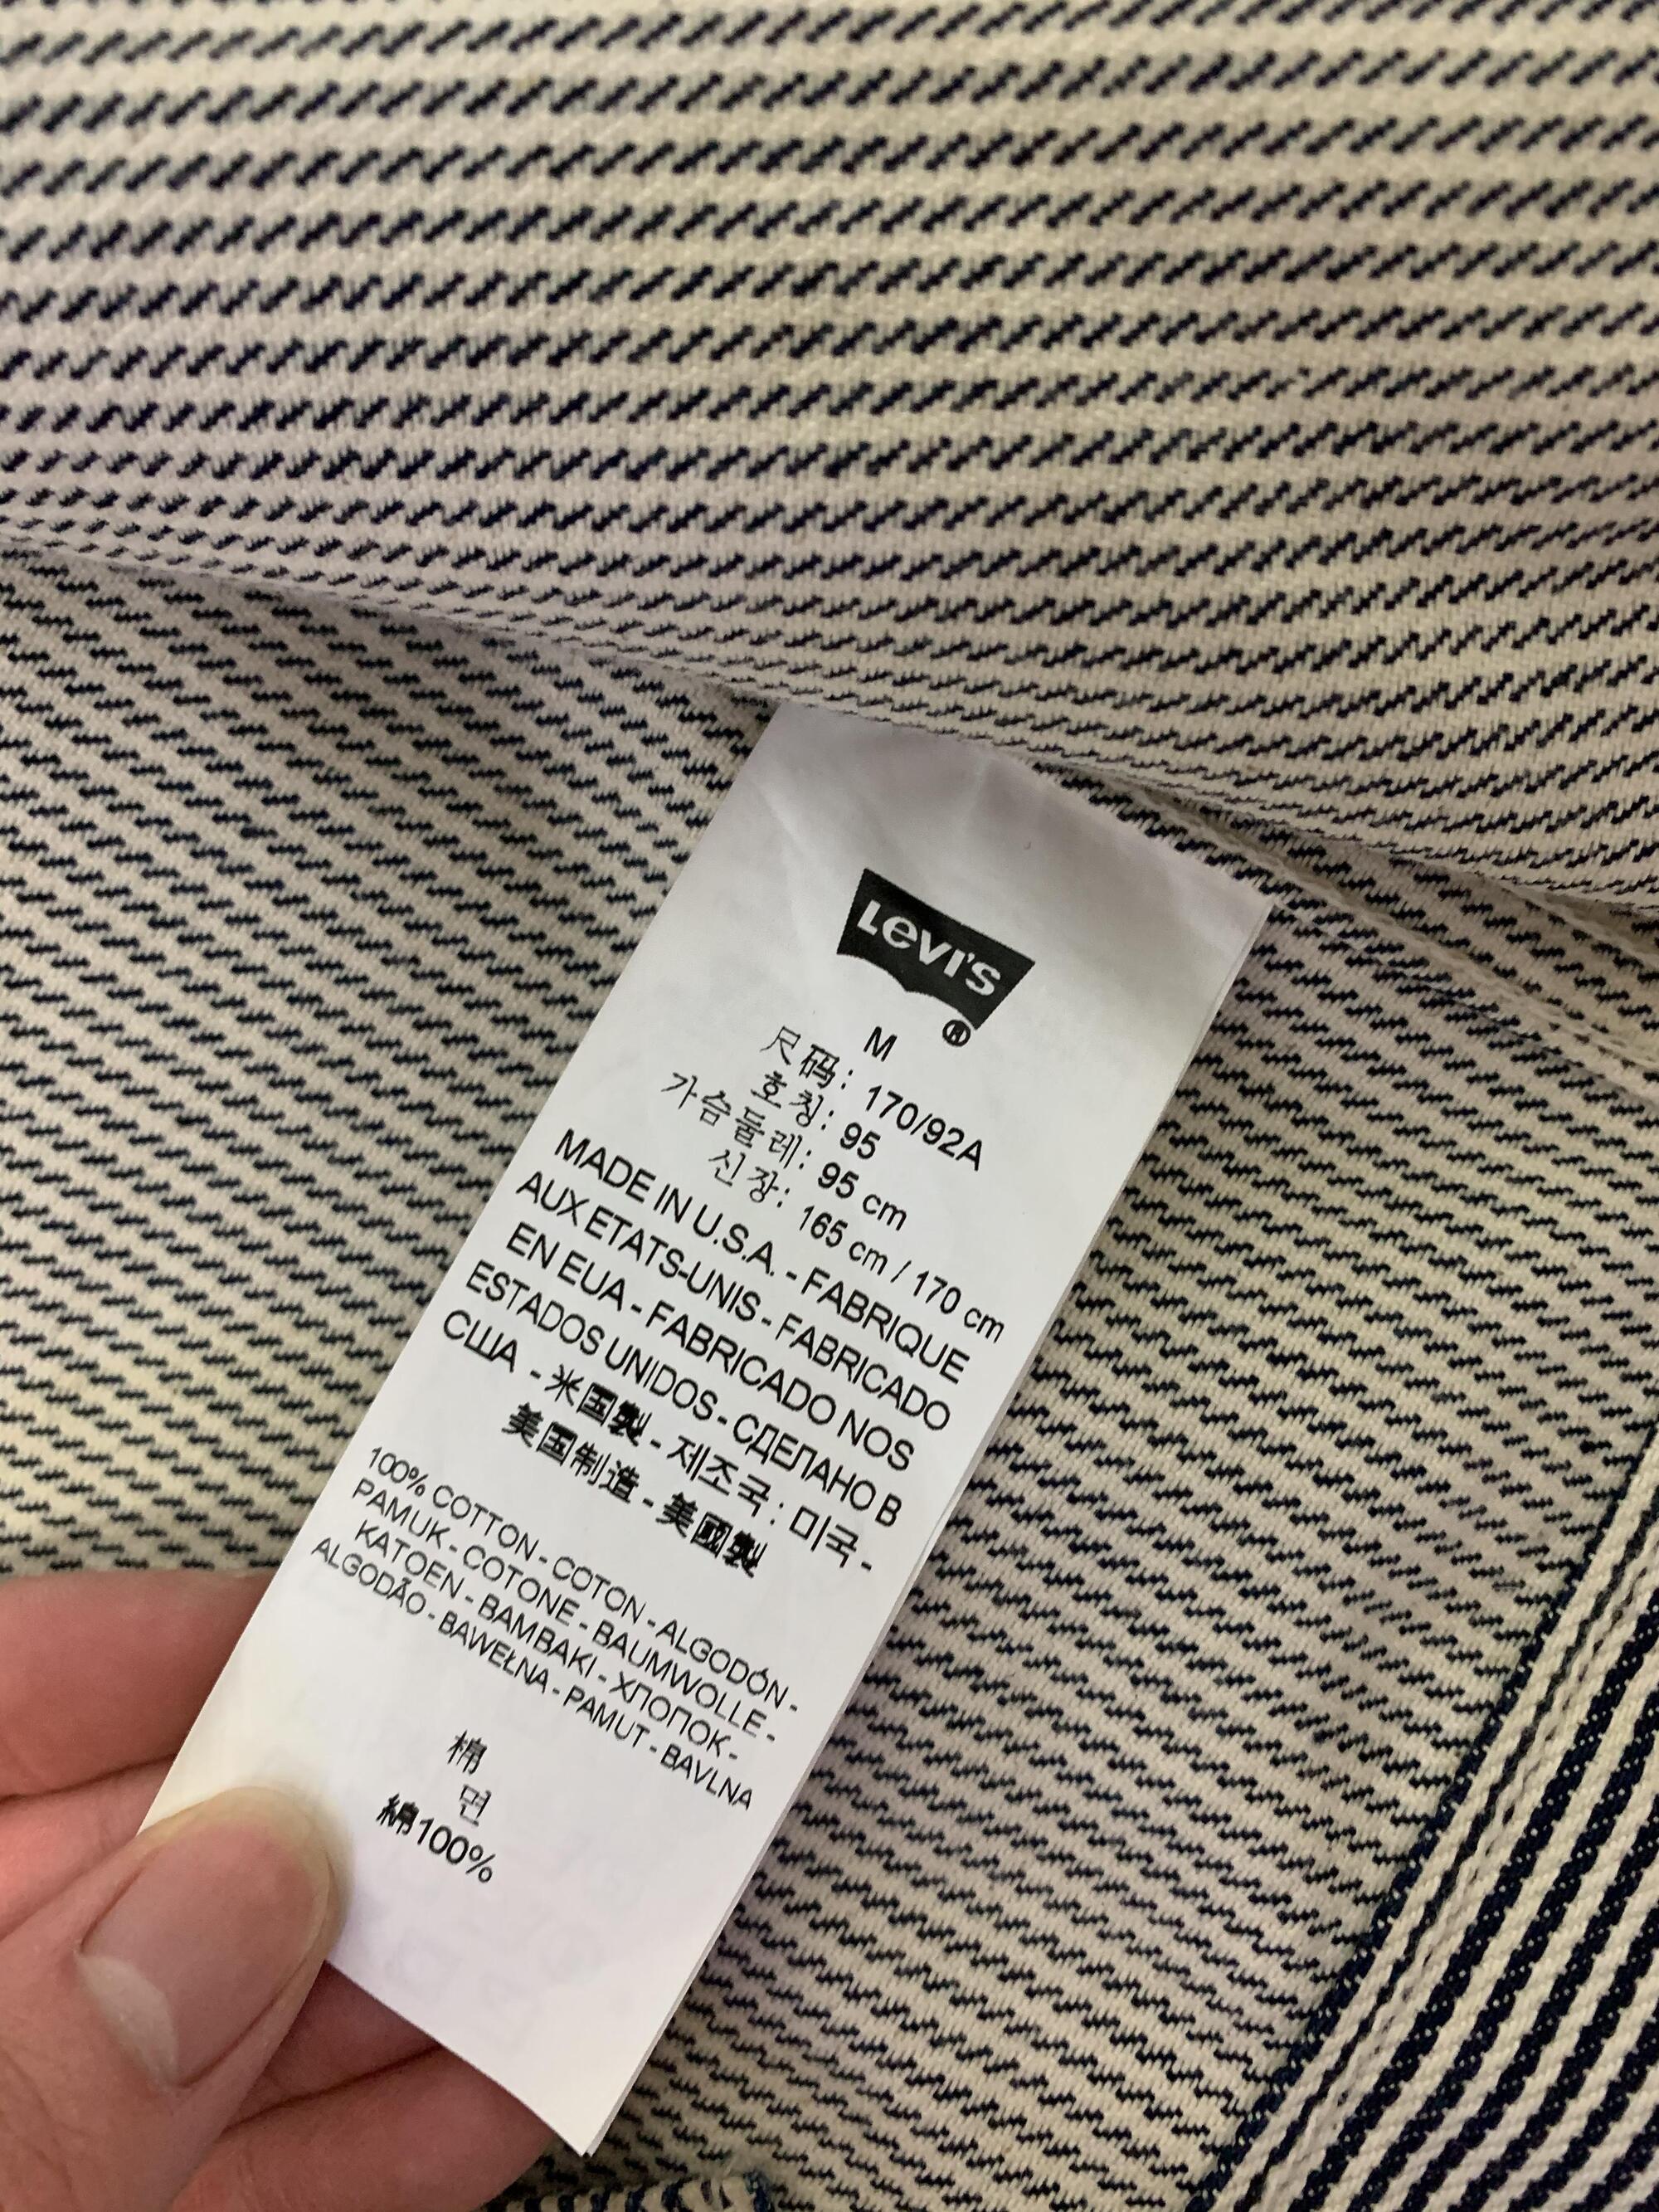 Levi's
®
M
尺码: 170/92A
호칭: 95
가슴둘레: 95 cm
신장: 165 cm / 170 cm
MADE IN U.S.A. - FABRIQUE
AUX ETATS-UNIS - FABRICADO
EN EUA - FABRICADO NOS
ESTADOS UNIDOS - СДЕЛАНО В
США - 米国製 - 제조국: 미국 -
美国制造 - 美國製
100% COTTON - COTON - ALGODÓN -
PAMUK - COTONE - BAUMWOLLE -
KATOEN - BAMBAKI - ХЛОПОК -
ALGODÃO - BAWEŁNA - PAMUT - BAVLNA
棉
면
綿100%